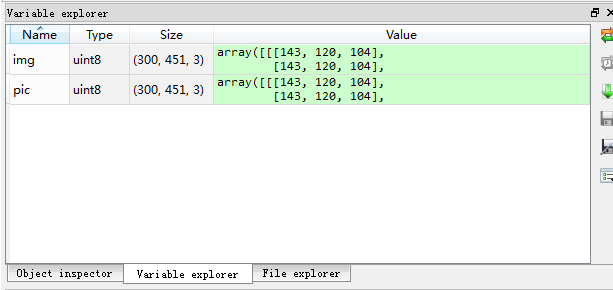 Variable explorer
Name Type Size Value
img uint8 (300, 451, 3) array([[[143, 120, 104],
[143, 120, 104],
pic uint8 (300, 451, 3) array([[[143, 120, 104],
[143, 120, 104],
Object inspector Variable explorer File explorer